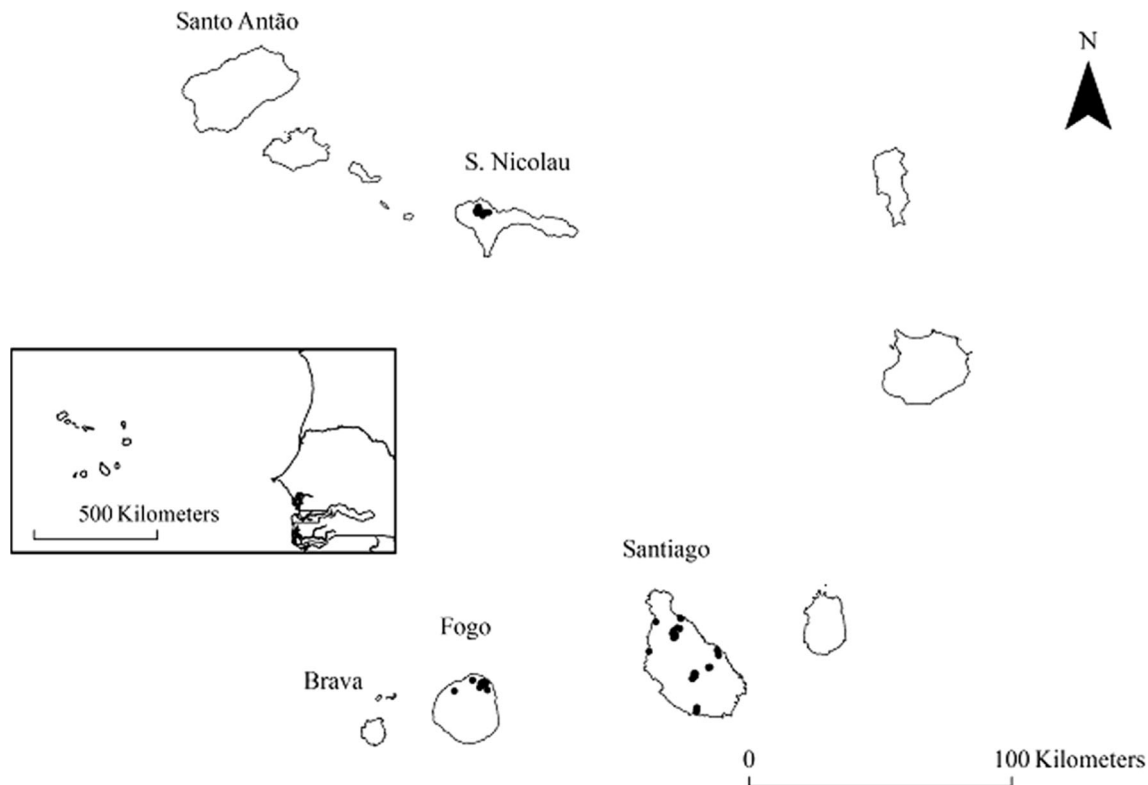 Santo Antão
N
S. Nicolau
500 Kilometers
Santiago
Fogo
Brava
0 100 Kilometers